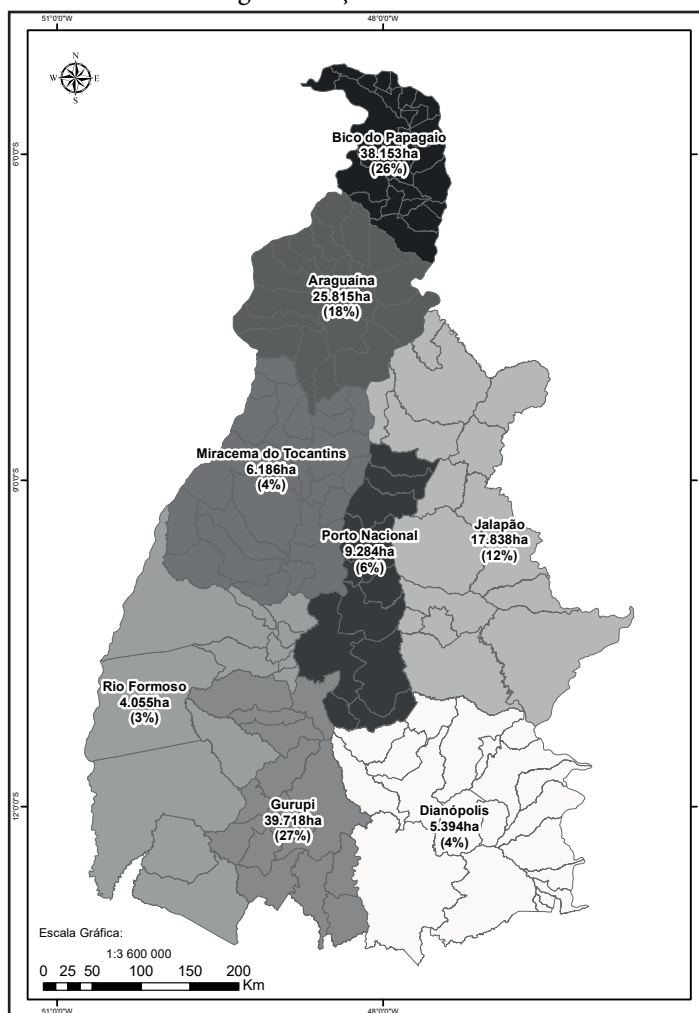 51°0'0"W 48°0'0"W
N
W E
S
6°0'0"S
Bico do Papagaio
38.153ha
(26%)
Araguaína
25.815ha
(18%)
Miracema do Tocantins
6.186ha
(4%)
9°0'0"S
Porto Nacional
9.284ha
(6%)
Jalapão
17.838ha
(12%)
Rio Formoso
4.055ha
(3%)
Gurupi
39.718ha
(27%)
Dianópolis
5.394ha
(4%)
12°0'0"S
Escala Gráfica:
1:3 600 000
0 25 50 100 150 200
Km
51°0'0"W 48°0'0"W